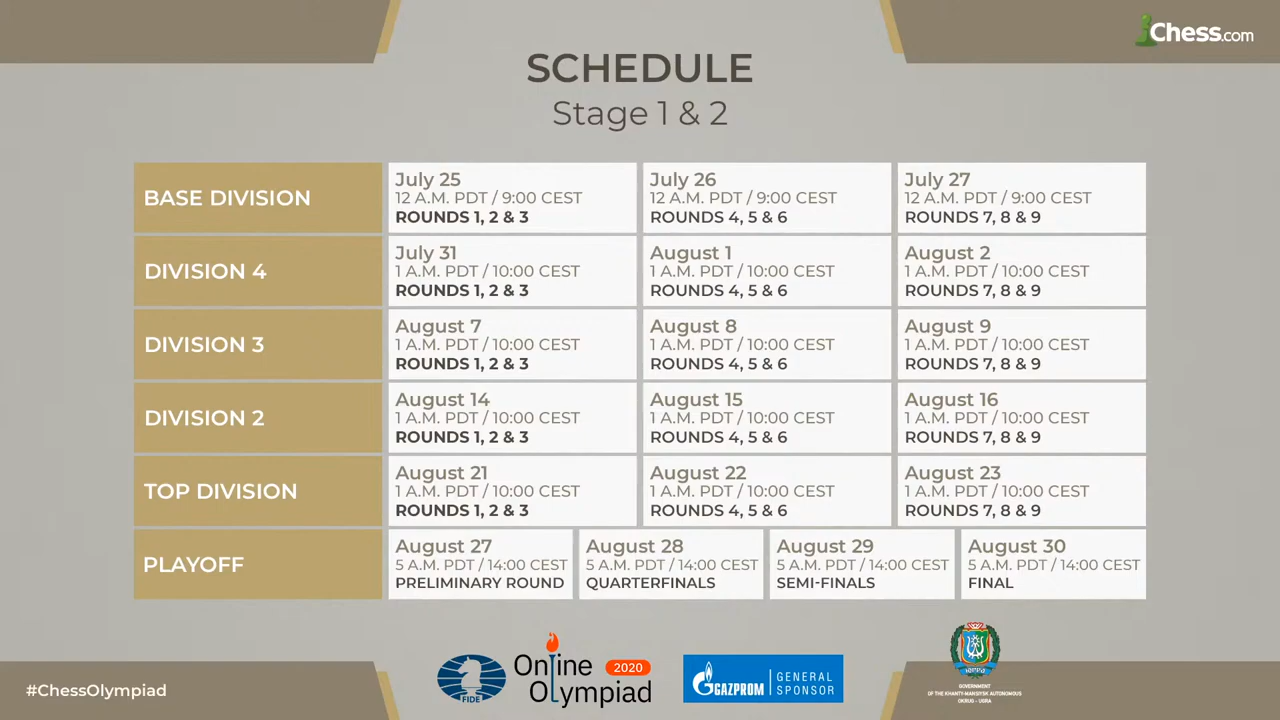 Chess.com
SCHEDULE
Stage 1 & 2
BASE DIVISION
July 25
12 A.M. PDT / 9:00 CEST
ROUNDS 1, 2 & 3
July 26
12 A.M. PDT / 9:00 CEST
ROUNDS 4, 5 & 6
July 27
12 A.M. PDT / 9:00 CEST
ROUNDS 7, 8 & 9
DIVISION 4
July 31
1 A.M. PDT / 10:00 CEST
ROUNDS 1, 2 & 3
August 1
1 A.M. PDT / 10:00 CEST
ROUNDS 4, 5 & 6
August 2
1 A.M. PDT / 10:00 CEST
ROUNDS 7, 8 & 9
DIVISION 3
August 7
1 A.M. PDT / 10:00 CEST
ROUNDS 1, 2 & 3
August 8
1 A.M. PDT / 10:00 CEST
ROUNDS 4, 5 & 6
August 9
1 A.M. PDT / 10:00 CEST
ROUNDS 7, 8 & 9
DIVISION 2
August 14
1 A.M. PDT / 10:00 CEST
ROUNDS 1, 2 & 3
August 15
1 A.M. PDT / 10:00 CEST
ROUNDS 4, 5 & 6
August 16
1 A.M. PDT / 10:00 CEST
ROUNDS 7, 8 & 9
TOP DIVISION
August 21
1 A.M. PDT / 10:00 CEST
ROUNDS 1, 2 & 3
August 22
1 A.M. PDT / 10:00 CEST
ROUNDS 4, 5 & 6
August 23
1 A.M. PDT / 10:00 CEST
ROUNDS 7, 8 & 9
PLAYOFF
August 27
5 A.M. PDT / 14:00 CEST
PRELIMINARY ROUND
August 28
5 A.M. PDT / 14:00 CEST
QUARTERFINALS
August 29
5 A.M. PDT / 14:00 CEST
SEMI-FINALS
August 30
5 A.M. PDT / 14:00 CEST
FINAL
#ChessOlympiad
FIDE
Online 2020
Olympiad
GAZPROM
GENERAL
SPONSOR
GOVERNMENT
OF THE KHANTY-MANSIYSK AUTONOMOUS
OKRUG - UGRA